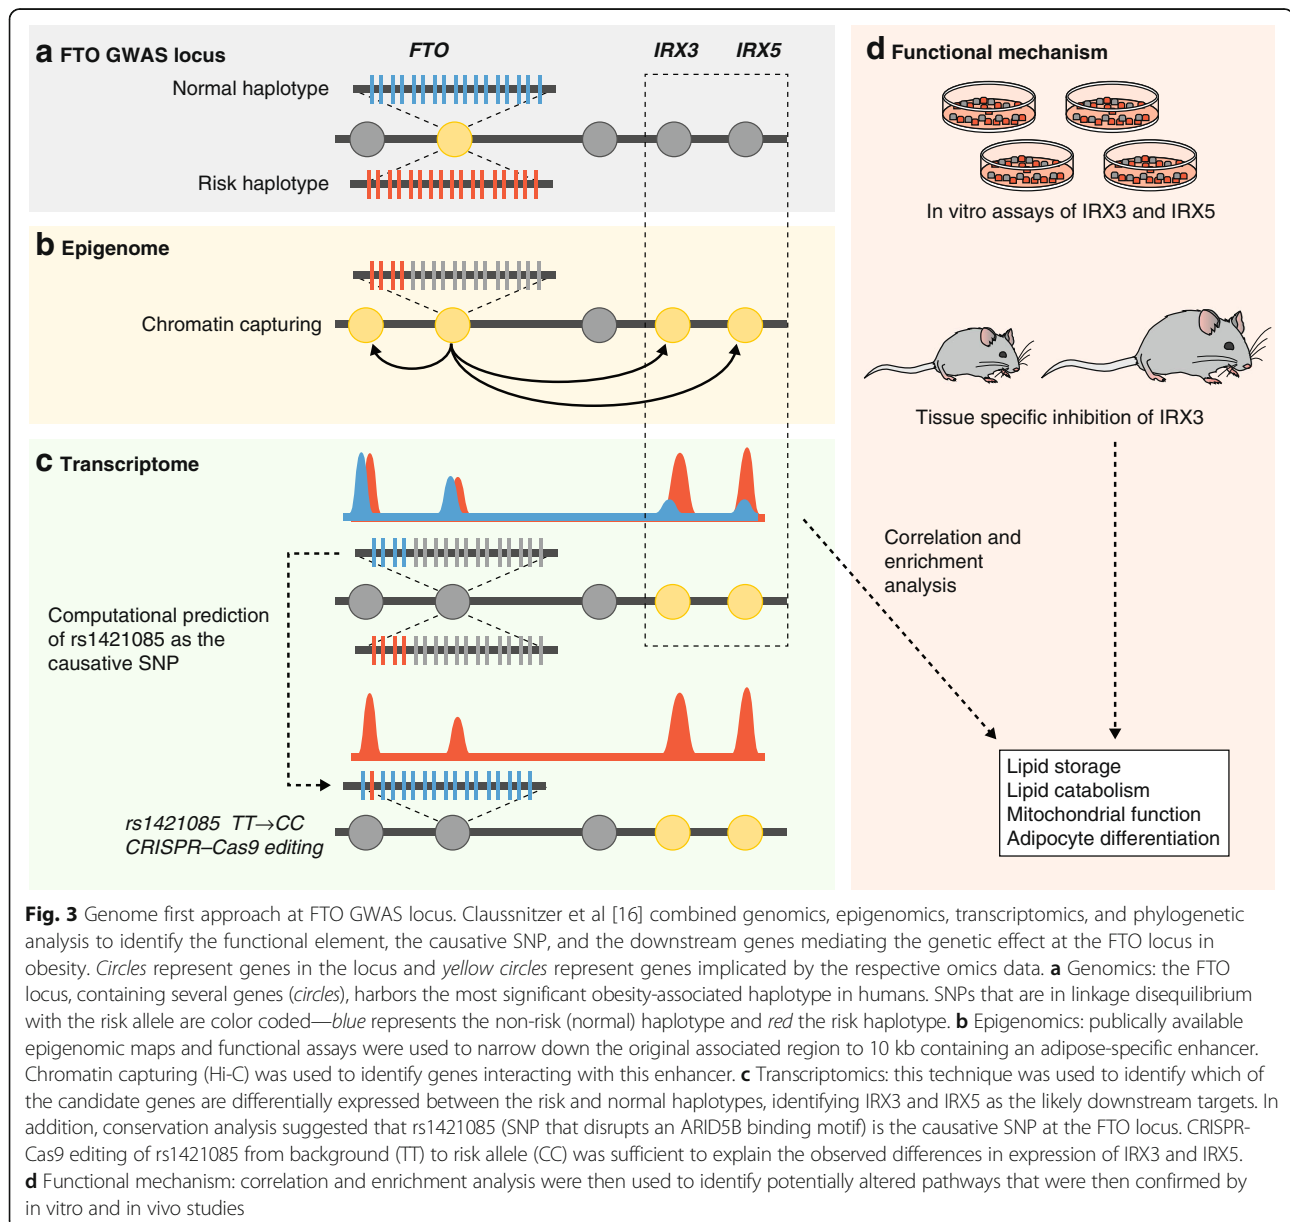 a FTO GWAS locus
FTO
IRX3
IRX5
Normal haplotype
Risk haplotype
b Epigenome
Chromatin capturing
c Transcriptome
Computational prediction
of rs1421085 as the
causative SNP
rs1421085 TT→CC
CRISPR–Cas9 editing
d Functional mechanism
In vitro assays of IRX3 and IRX5
Tissue specific inhibition of IRX3
Correlation and
enrichment
analysis
Lipid storage
Lipid catabolism
Mitochondrial function
Adipocyte differentiation
Fig. 3 Genome first approach at FTO GWAS locus. Claussnitzer et al [16] combined genomics, epigenomics, transcriptomics, and phylogenetic
analysis to identify the functional element, the causative SNP, and the downstream genes mediating the genetic effect at the FTO locus in
obesity. Circles represent genes in the locus and yellow circles represent genes implicated by the respective omics data. a Genomics: the FTO
locus, containing several genes (circles), harbors the most significant obesity-associated haplotype in humans. SNPs that are in linkage disequilibrium
with the risk allele are color coded—blue represents the non-risk (normal) haplotype and red the risk haplotype. b Epigenomics: publically available
epigenomic maps and functional assays were used to narrow down the original associated region to 10 kb containing an adipose-specific enhancer.
Chromatin capturing (Hi-C) was used to identify genes interacting with this enhancer. c Transcriptomics: this technique was used to identify which of
the candidate genes are differentially expressed between the risk and normal haplotypes, identifying IRX3 and IRX5 as the likely downstream targets. In
addition, conservation analysis suggested that rs1421085 (SNP that disrupts an ARID5B binding motif) is the causative SNP at the FTO locus. CRISPR-
Cas9 editing of rs1421085 from background (TT) to risk allele (CC) was sufficient to explain the observed differences in expression of IRX3 and IRX5.
d Functional mechanism: correlation and enrichment analysis were then used to identify potentially altered pathways that were then confirmed by
in vitro and in vivo studies